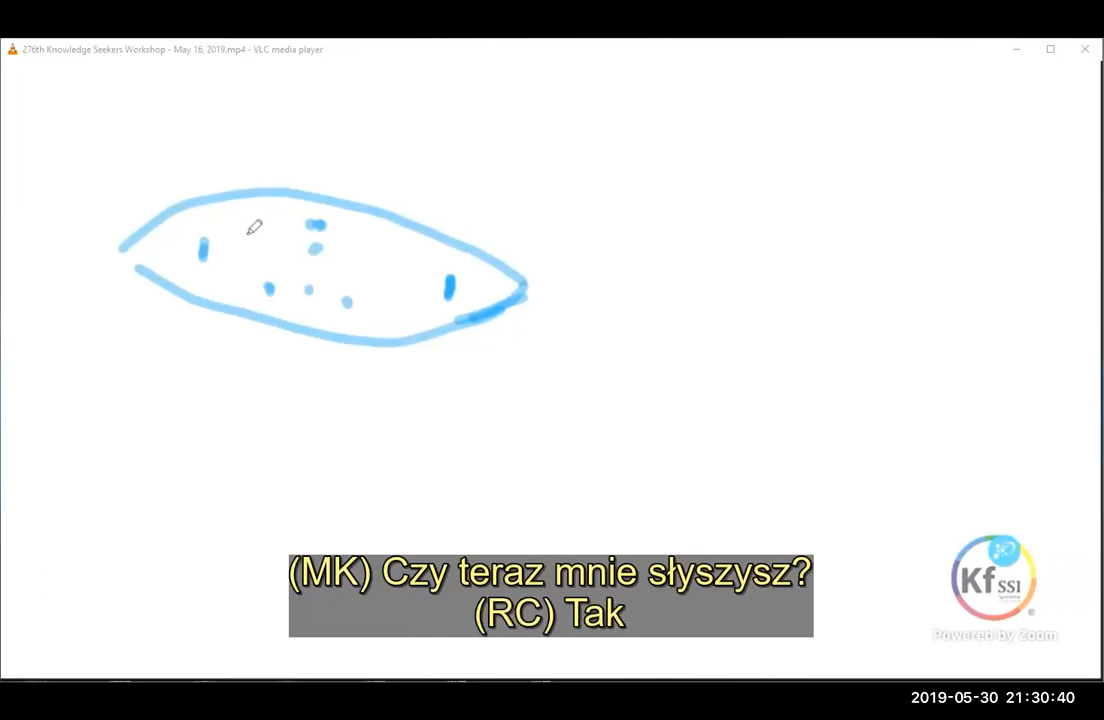 276th Knowledge Seekers Workshop - May 16, 2019.mp4 - VLC media player
(MK) Czy teraz mnie słyszysz?
(RC) Tak
Kf SSI
©
Powered by Zoom
2019-05-30 21:30:40